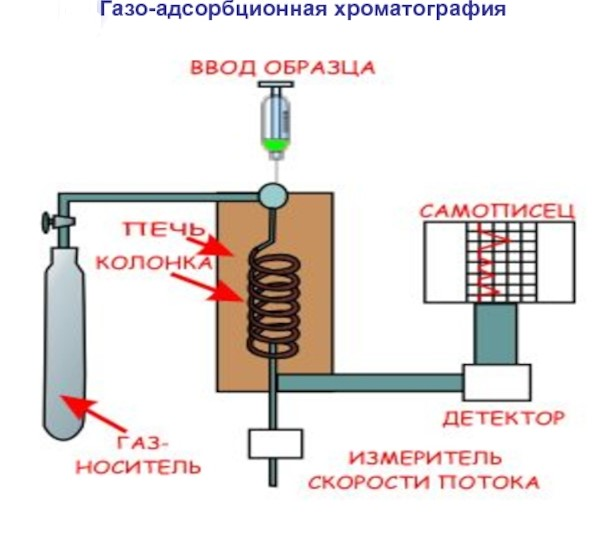 Газо-адсорбционная хроматография
ВВОД ОБРАЗЦА
ПЕЧЬ
КОЛОНКА
САМОПИСЕЦ
ДЕТЕКТОР
ГАЗ-
НОСИТЕЛЬ
ИЗМЕРИТЕЛЬ
СКОРОСТИ ПОТОКА